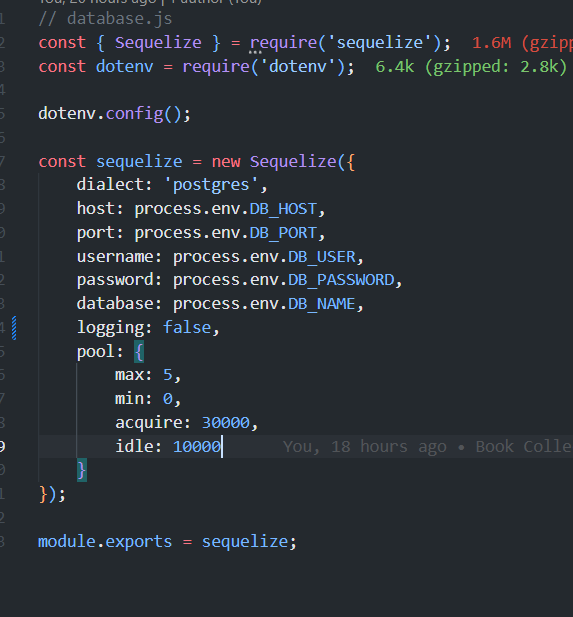 // database.js
const { Sequelize } = require('sequelize');  1.6M (gzipp
const dotenv = require('dotenv');  6.4k (gzipped: 2.8k)
dotenv.config();
const sequelize = new Sequelize({
dialect: 'postgres',
host: process.env.DB_HOST,
port: process.env.DB_PORT,
username: process.env.DB_USER,
password: process.env.DB_PASSWORD,
database: process.env.DB_NAME,
logging: false,
pool: {
max: 5,
min: 0,
acquire: 30000,
idle: 10000 You, 18 hours ago • Book Colle
}
});
module.exports = sequelize;